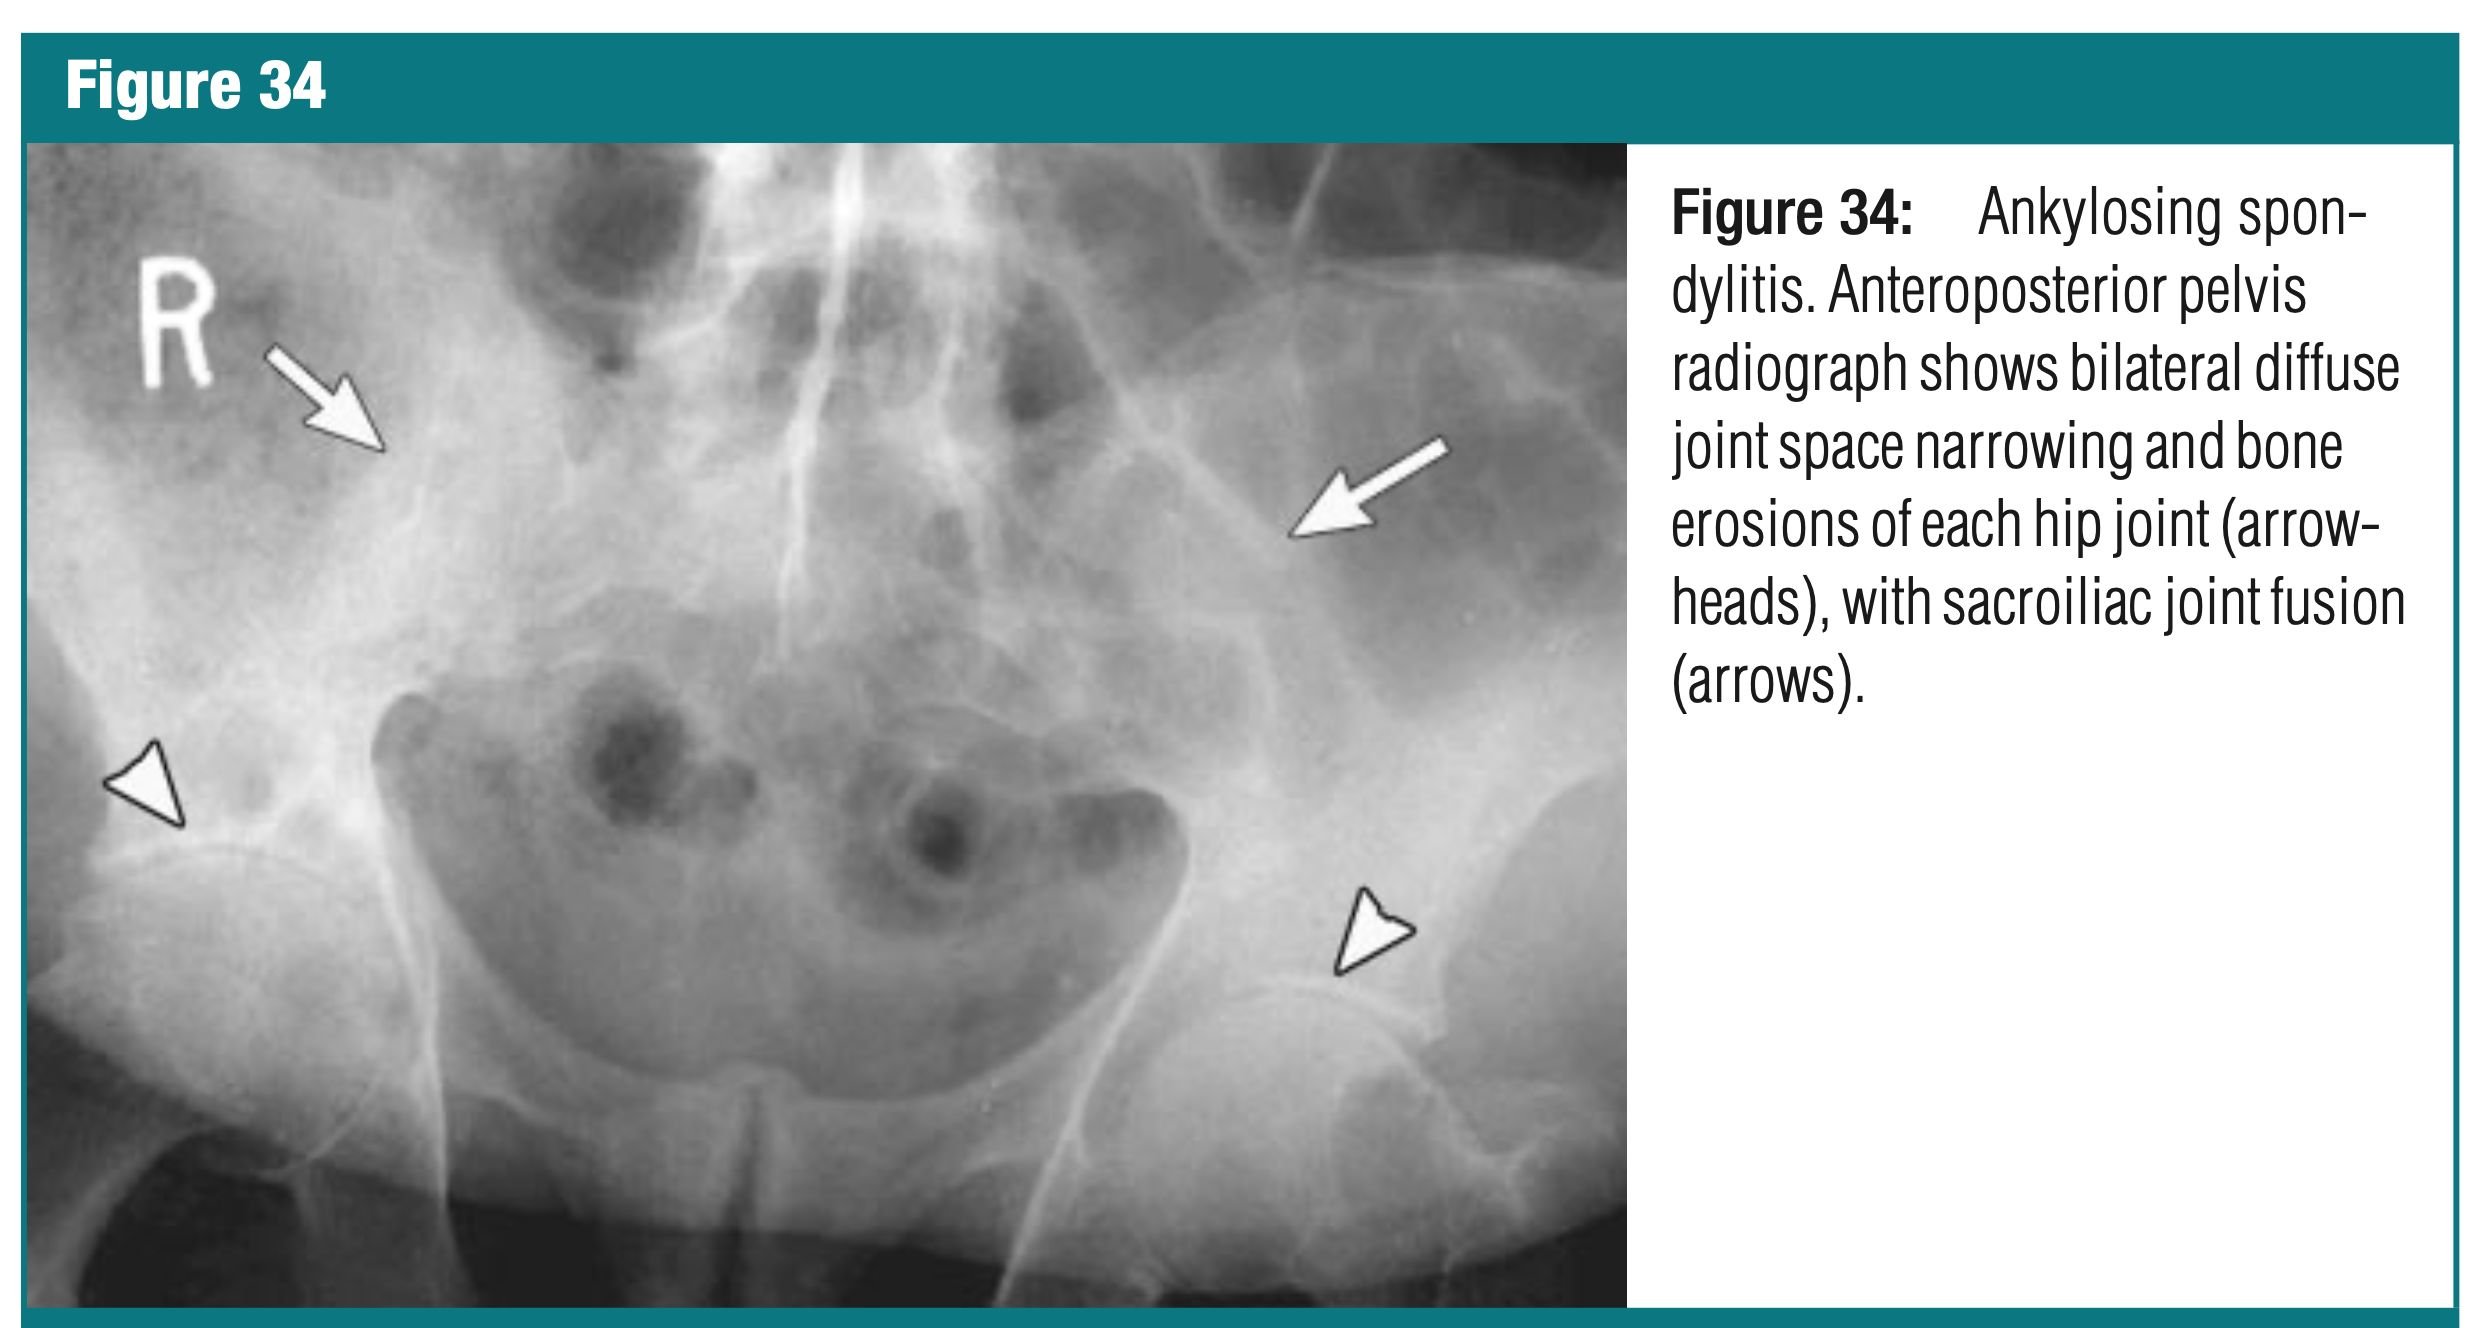 Figure 34
R
Figure 34: Ankylosing spon-
dylitis. Anteroposterior pelvis
radiograph shows bilateral diffuse
joint space narrowing and bone
erosions of each hip joint (arrow-
heads), with sacroiliac joint fusion
(arrows).